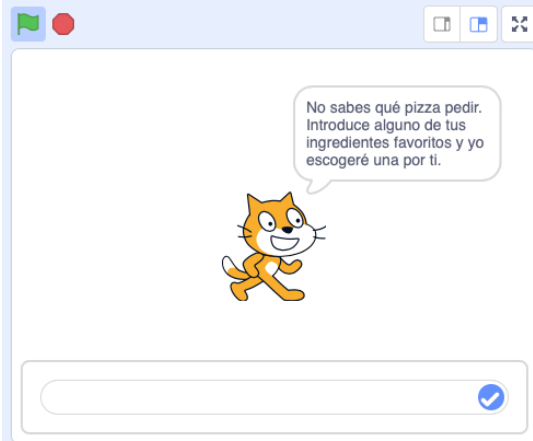 No sabes qué pizza pedir.
Introduce alguno de tus
ingredientes favoritos y yo
escogeré una por ti.